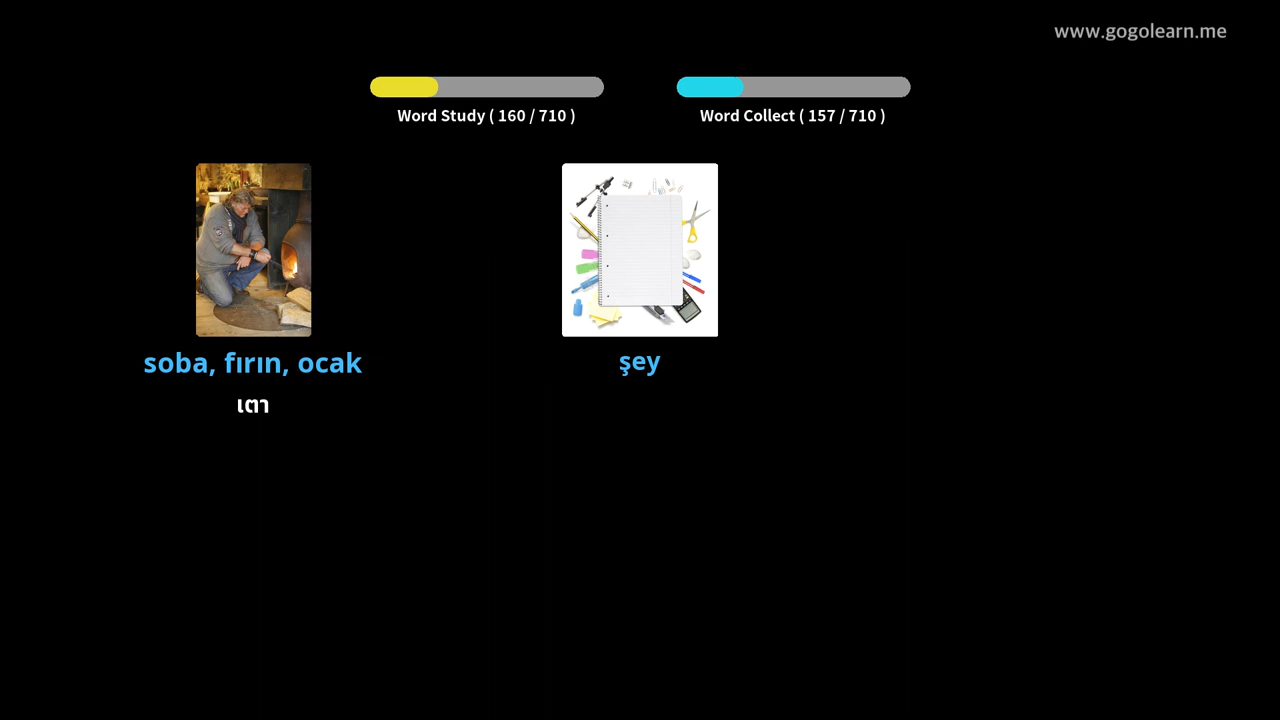 www.gogolearn.me
Word Study ( 160 / 710 )
Word Collect ( 157 / 710 )
soba, fırın, ocak
เตา
şey